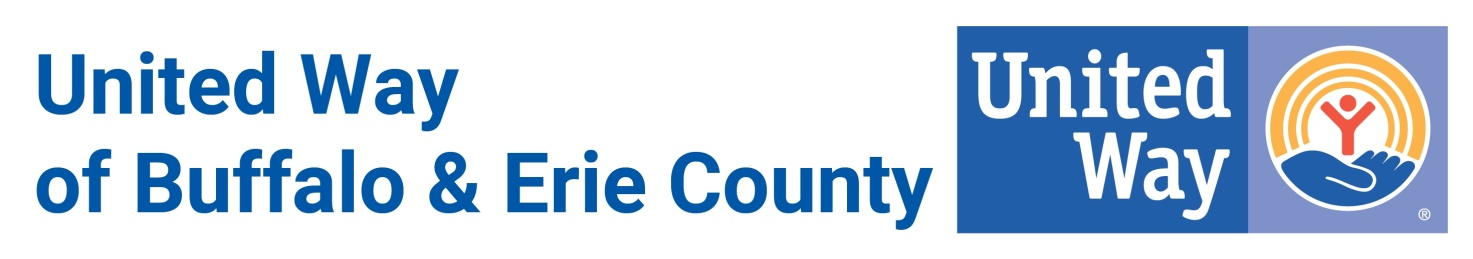 United Way
of Buffalo & Erie County
United
Way
®